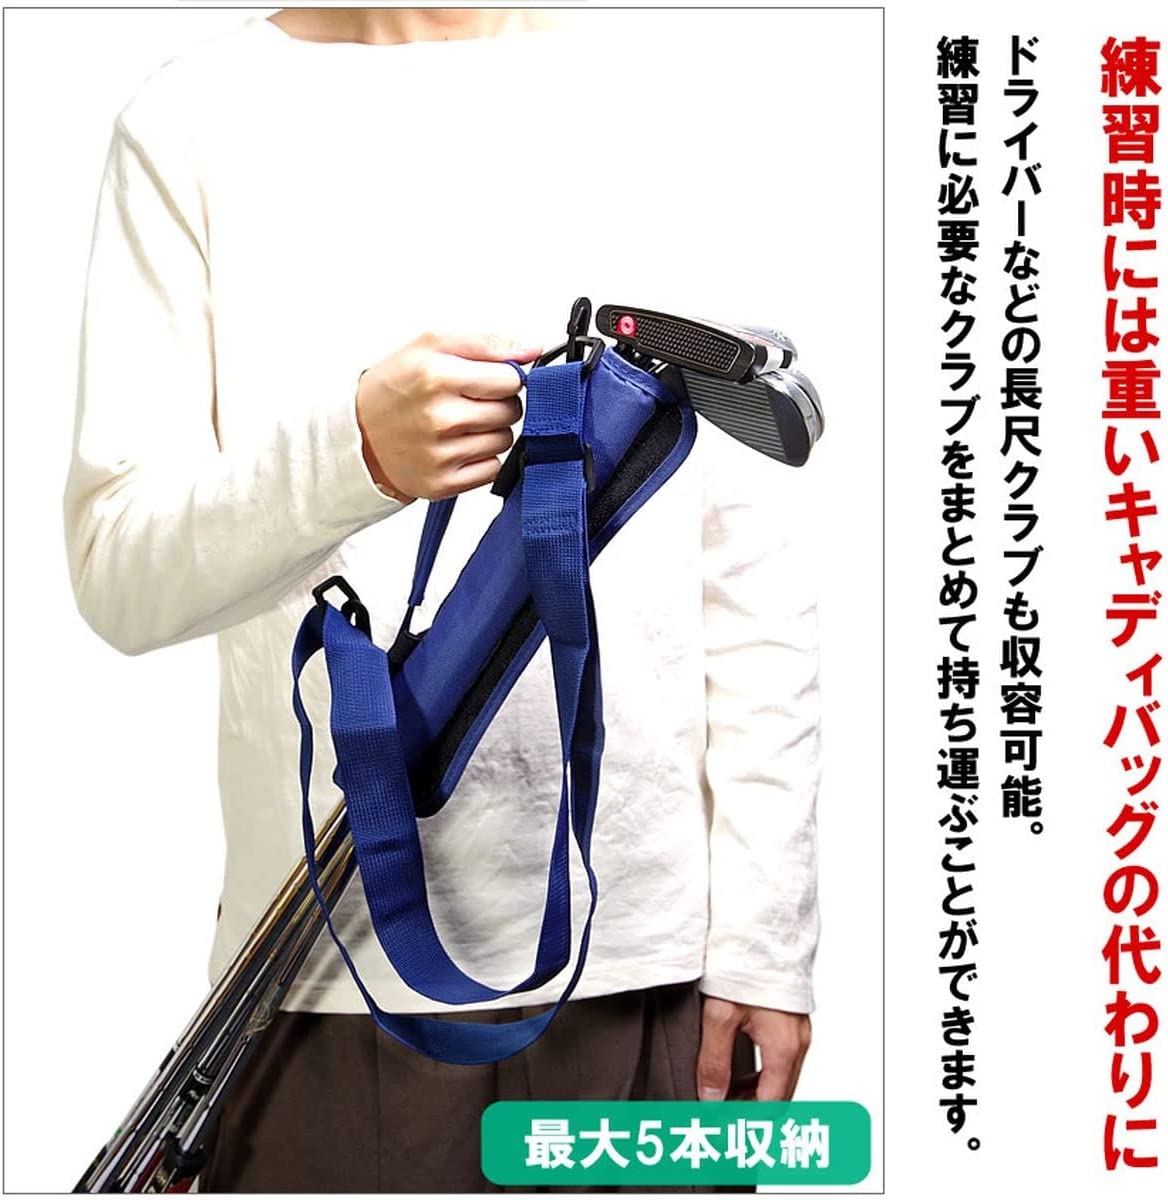 練習時には重いキャディバッグの代わりに
ドライバーなどの長尺クラブも収容可能。
練習に必要なクラブをまとめて持ち運ぶことができます。
最大5本収納